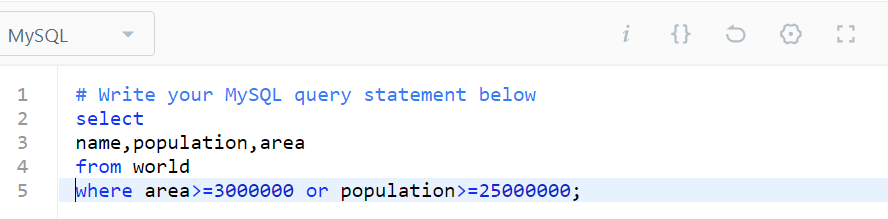 MySQL
i {}
1 # Write your MySQL query statement below
2 select
3 name,population,area
4 from world
5 where area>=3000000 or population>=25000000;